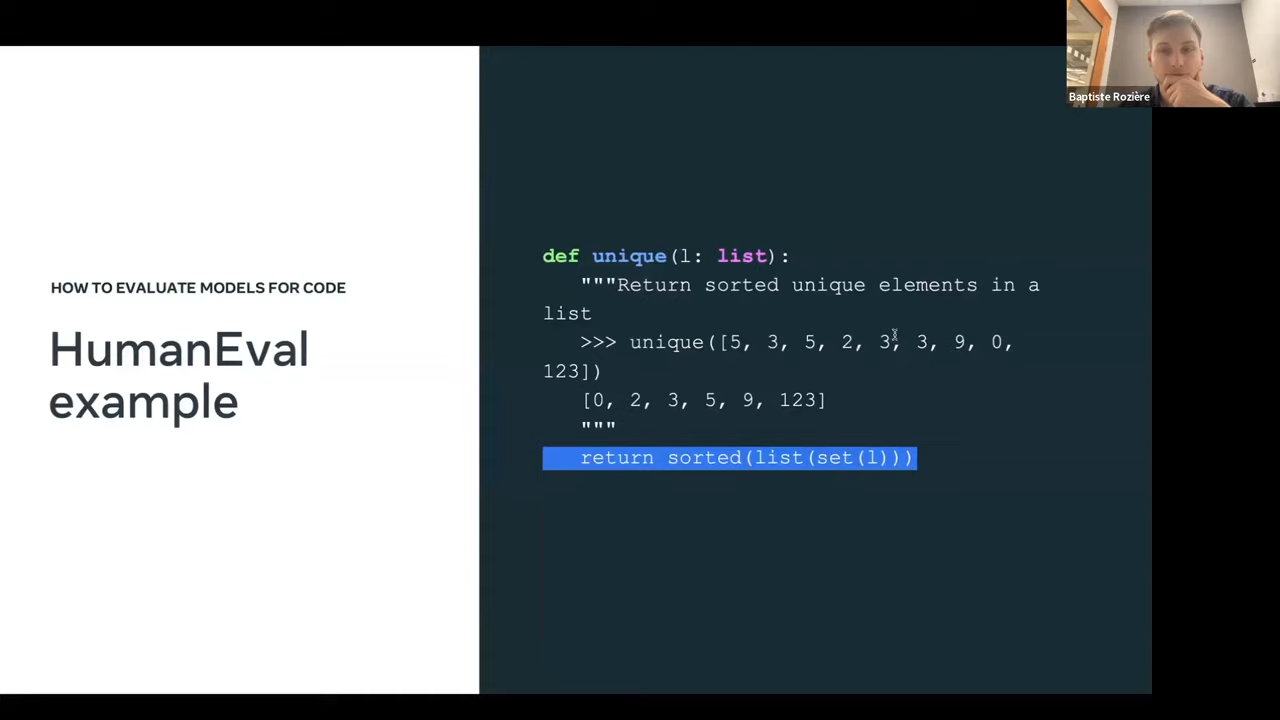 Baptiste Rozière
HOW TO EVALUATE MODELS FOR CODE
HumanEval
example
def unique(l: list):
"""Return sorted unique elements in a
list
>>> unique([5, 3, 5, 2, 3, 3, 9, 0,
123])
[0, 2, 3, 5, 9, 123]
"""
return sorted(list(set(l)))